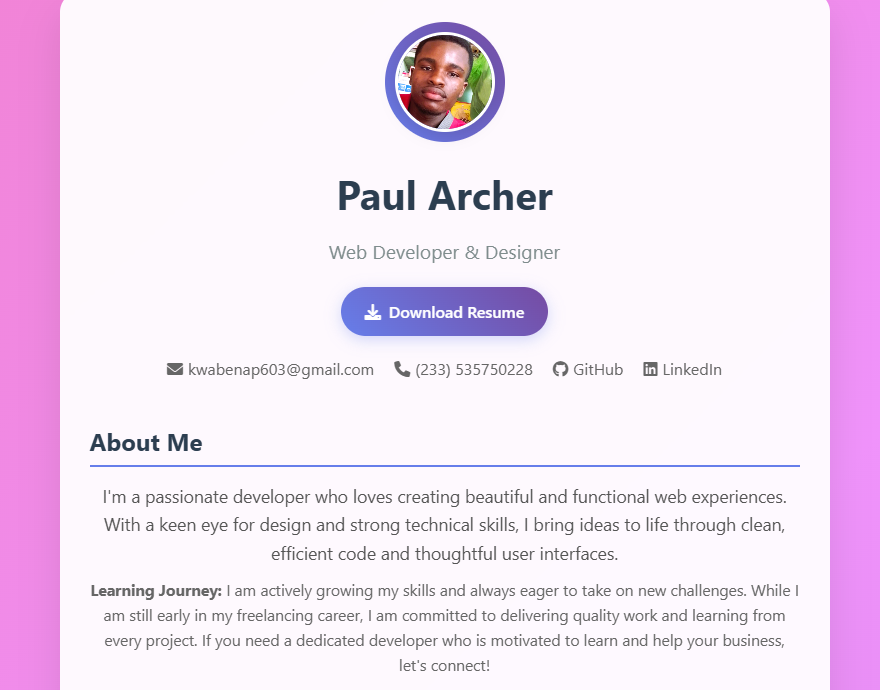 Paul Archer
Web Developer & Designer
Download Resume
kwabenap603@gmail.com (233) 535750228 GitHub LinkedIn
About Me
I'm a passionate developer who loves creating beautiful and functional web experiences.
With a keen eye for design and strong technical skills, I bring ideas to life through clean,
efficient code and thoughtful user interfaces.
Learning Journey: I am actively growing my skills and always eager to take on new challenges. While I
am still early in my freelancing career, I am committed to delivering quality work and learning from
every project. If you need a dedicated developer who is motivated to learn and help your business,
let's connect!